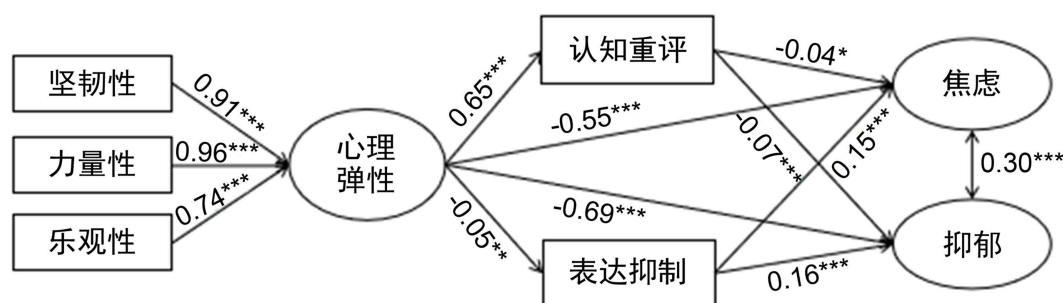 坚韧性
力量性
乐观性
0.91***
0.96***
0.74***
心理
弹性
0.65***
-0.05**
认知重评
表达抑制
-0.04*
-0.55***
-0.07***
0.15***
-0.69***
0.16***
焦虑
0.30***
抑郁